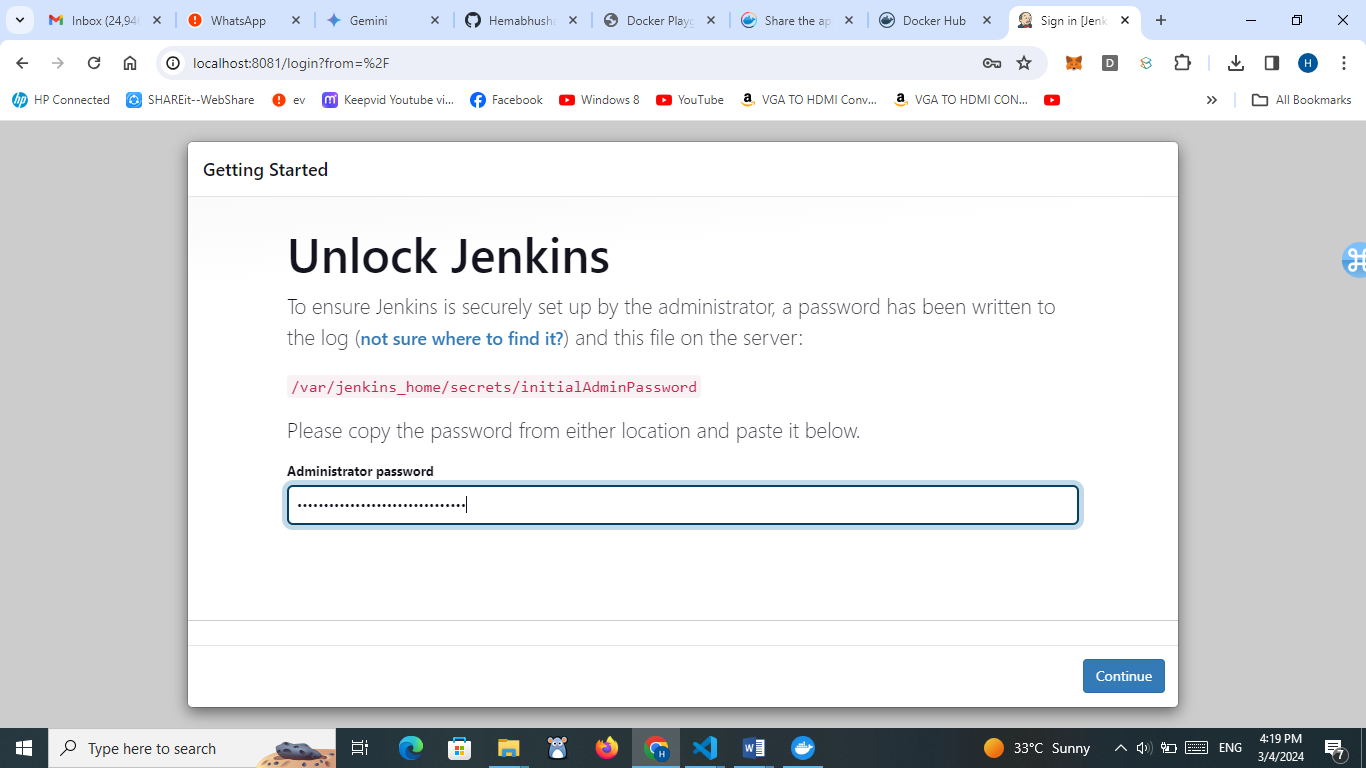 Inbox (24,94
WhatsApp
Gemini
Hemabhusha
Docker Playg
Share the ap
Docker Hub
Sign in [Jenk
localhost:8081/login?from=%2F
D
H
HP Connected
SHAREit--WebShare
ev
Keepvid Youtube vi...
Facebook
Windows 8
YouTube
VGA TO HDMI Conv...
VGA TO HDMI CON...
All Bookmarks
Getting Started
Unlock Jenkins
To ensure Jenkins is securely set up by the administrator, a password has been written to
the log (not sure where to find it?) and this file on the server:
/var/jenkins_home/secrets/initialAdminPassword
Please copy the password from either location and paste it below.
Administrator password
Continue
Type here to search
33°C Sunny
ENG
4:19 PM
3/4/2024
7